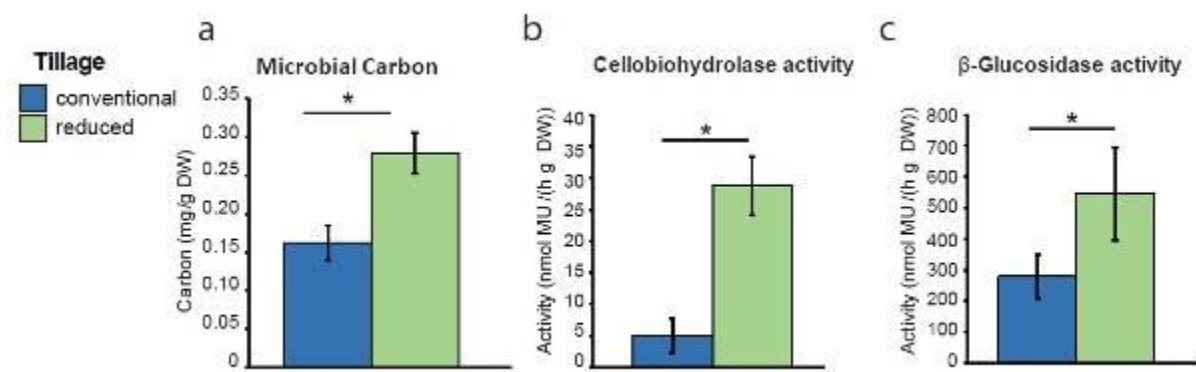 Tillage
conventional
reduced
a
Microbial Carbon
Carbon (mg/g DW)
0.35
0.30
0.25
0.20
0.15
0.10
0.05
0
*
b
Cellobiohydrolase activity
Activity (nmol MU /(h g DW))
40
35
30
25
20
15
10
5
0
*
c
β-Glucosidase activity
Activity (nmol MU /(h g DW))
800
700
600
500
400
300
200
100
0
*